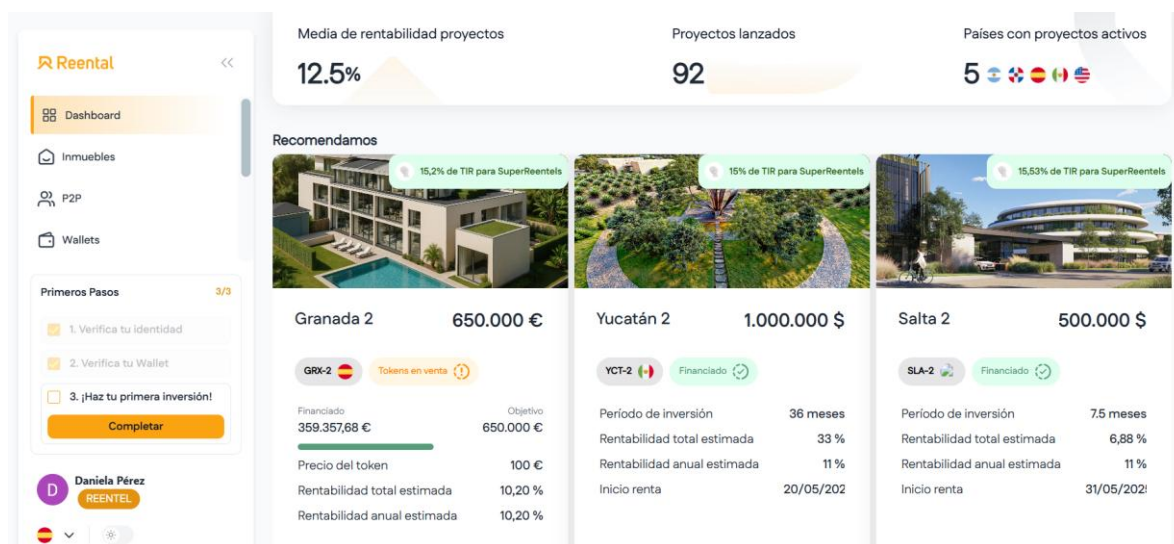 Reental
Dashboard
Inmuebles
P2P
Wallets
Primeros Pasos 3/3
1. Verifica tu identidad
2. Verifica tu Wallet
3. ¡Haz tu primera inversión!
Completar
D
Daniela Pérez
REENTEL
Media de rentabilidad proyectos
12.5%
Proyectos lanzados
92
Países con proyectos activos
5
Recomendamos
15,2% de TIR para SuperReentels
Granada 2 650.000 €
GRX-2 Tokens en venta
Financiado Objetivo
359.357,68 € 650.000 €
Precio del token 100 €
Rentabilidad total estimada 10,20 %
Rentabilidad anual estimada 10,20 %
15% de TIR para SuperReentels
Yucatán 2 1.000.000 $
YCT-2 Financiado
Período de inversión 36 meses
Rentabilidad total estimada 33 %
Rentabilidad anual estimada 11 %
Inicio renta 20/05/202
15,53% de TIR para SuperReentels
Salta 2 500.000 $
SLA-2 Financiado
Período de inversión 7.5 meses
Rentabilidad total estimada 6,88 %
Rentabilidad anual estimada 11 %
Inicio renta 31/05/202